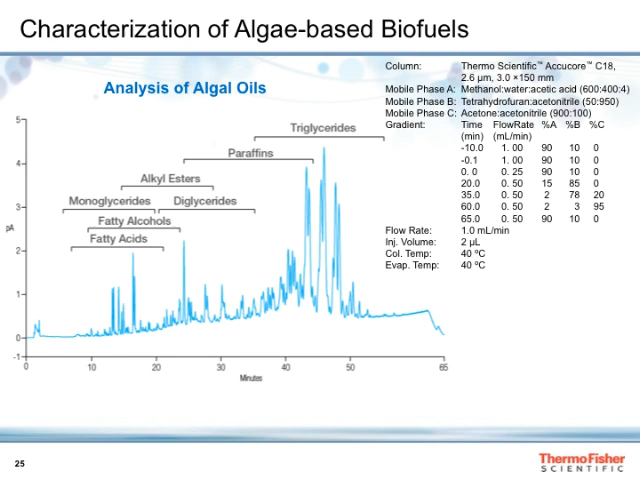 Characterization of Algae-based Biofuels
Analysis of Algal Oils
Column: Thermo Scientific™ Accucore™ C18,
2.6 µm, 3.0 ×150 mm
Mobile Phase A: Methanol:water:acetic acid (600:400:4)
Mobile Phase B: Tetrahydrofuran:acetonitrile (50:950)
Mobile Phase C: Acetone:acetonitrile (900:100)
Gradient: Time FlowRate %A %B %C
(min) (mL/min)
-10.0 1. 00 90 10 0
-0.1 1. 00 90 10 0
0. 0 0. 25 90 10 0
20.0 0. 50 15 85 0
35.0 0. 50 2 78 20
60.0 0. 50 2 3 95
65.0 0. 50 90 10 0
Flow Rate: 1.0 mL/min
Inj. Volume: 2 µL
Col. Temp: 40 ºC
Evap. Temp: 40 ºC
Triglycerides
Paraffins
Alkyl Esters
Monoglycerides Diglycerides
Fatty Alcohols
Fatty Acids
5
4
3
pA
2
1
0
-1
0 10 20 30 40 50 65
Minutes
25
ThermoFisher
SCIENTIFIC